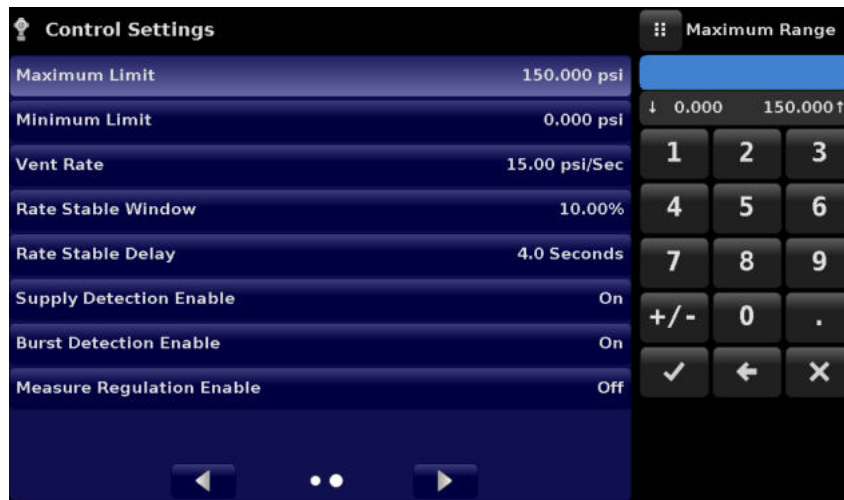 Control Settings
Maximum Limit 150.000 psi
Minimum Limit 0.000 psi
Vent Rate 15.00 psi/Sec
Rate Stable Window 10.00%
Rate Stable Delay 4.0 Seconds
Supply Detection Enable On
Burst Detection Enable On
Measure Regulation Enable Off
Maximum Range
↓ 0.000 150.000↑
1 2 3
4 5 6
7 8 9
+/- 0 .